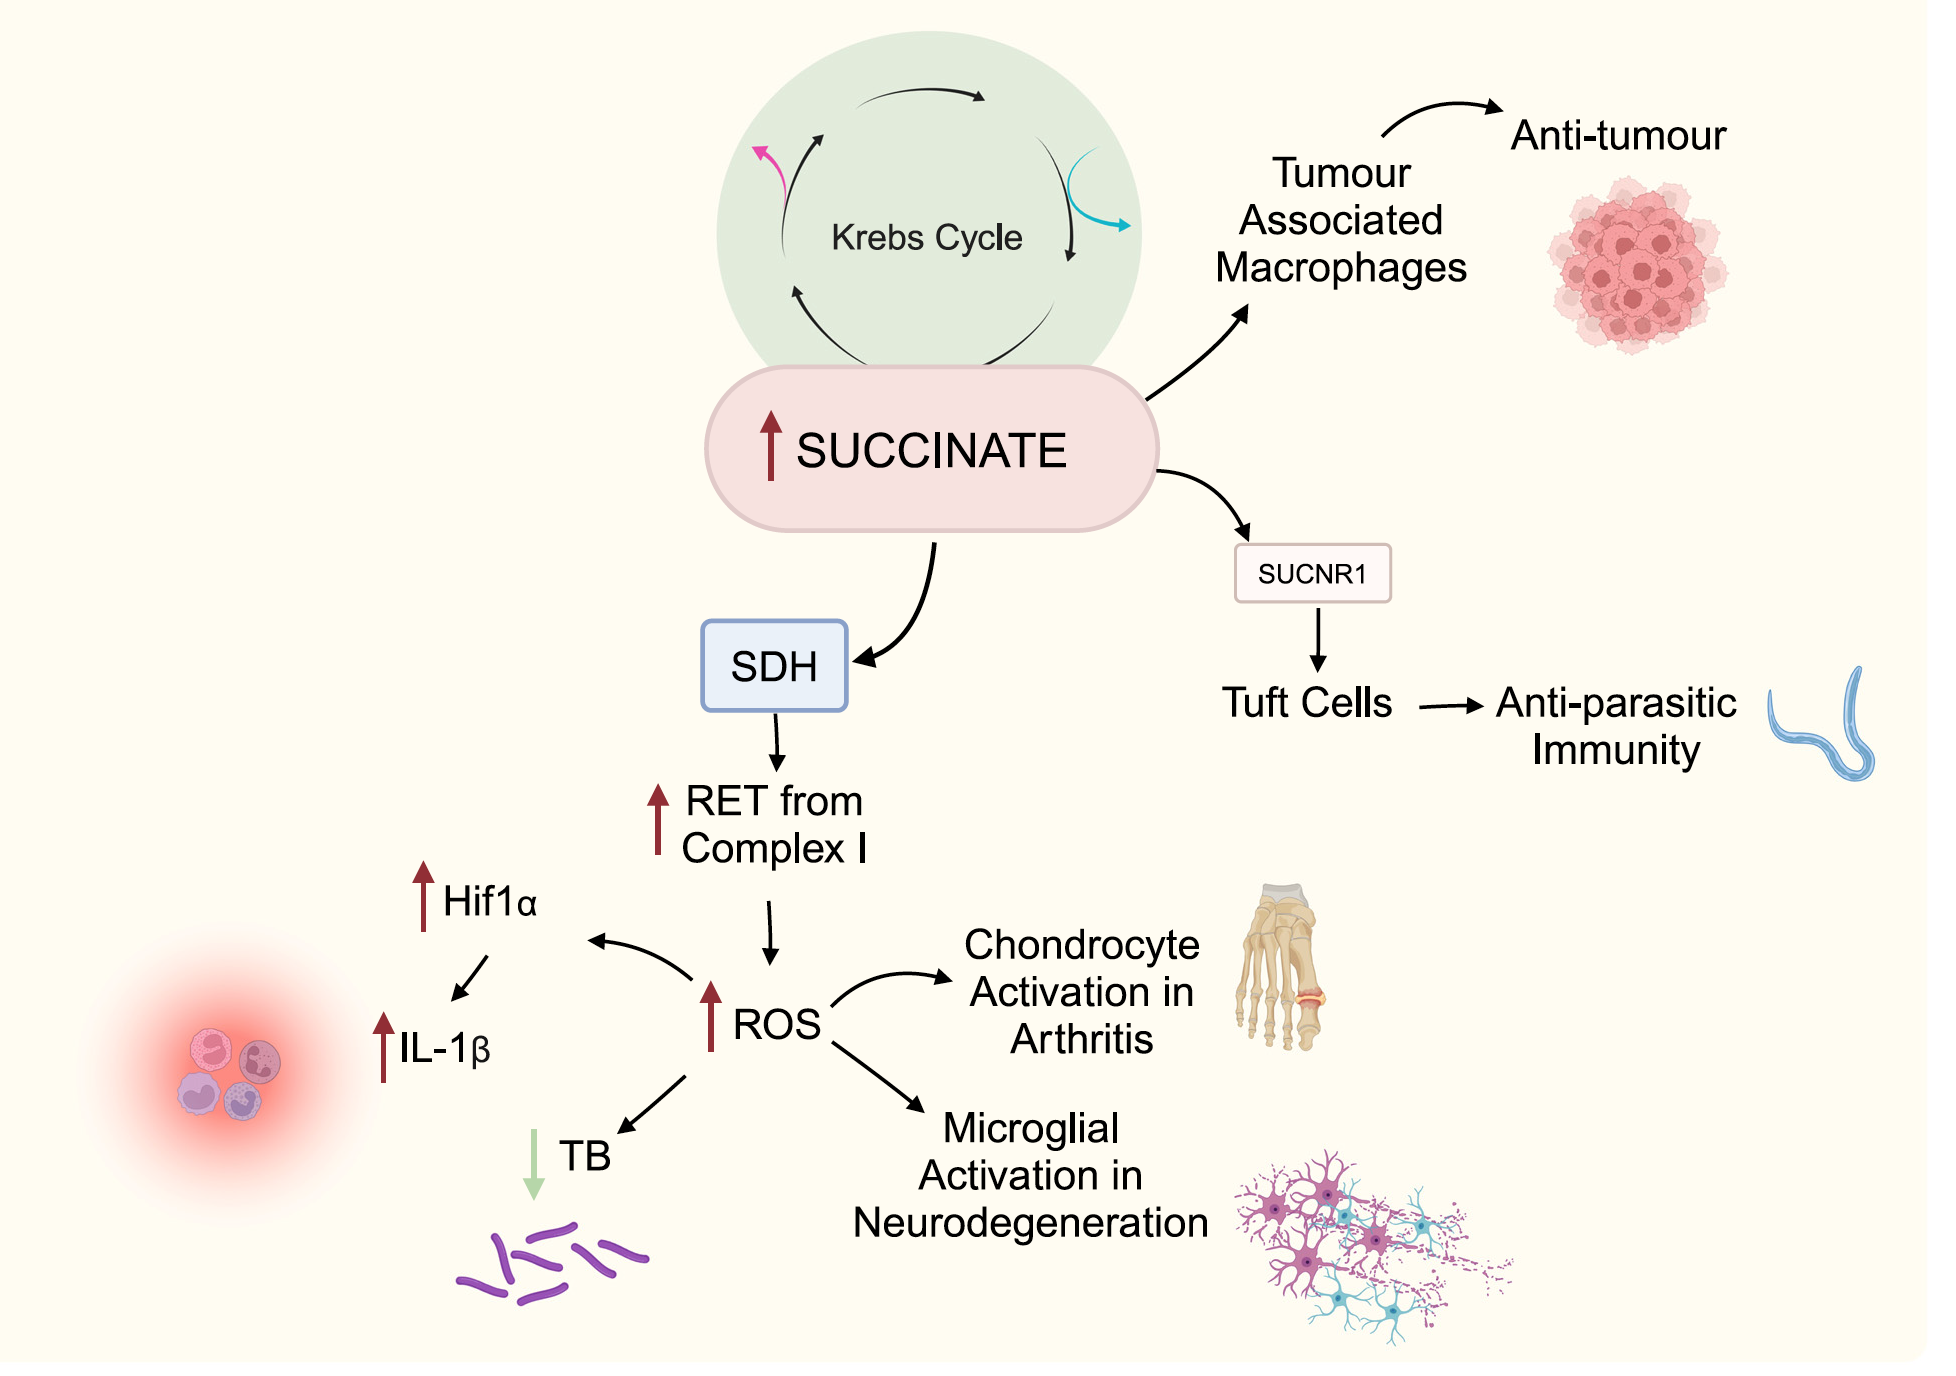 Krebs Cycle
SUCCINATE
Tumour
Associated
Macrophages
Anti-tumour
SUCNR1
Tuft Cells
Anti-parasitic
Immunity
SDH
RET from
Complex I
ROS
Hif1α
IL-1β
TB
Chondrocyte
Activation in
Arthritis
Microglial
Activation in
Neurodegeneration